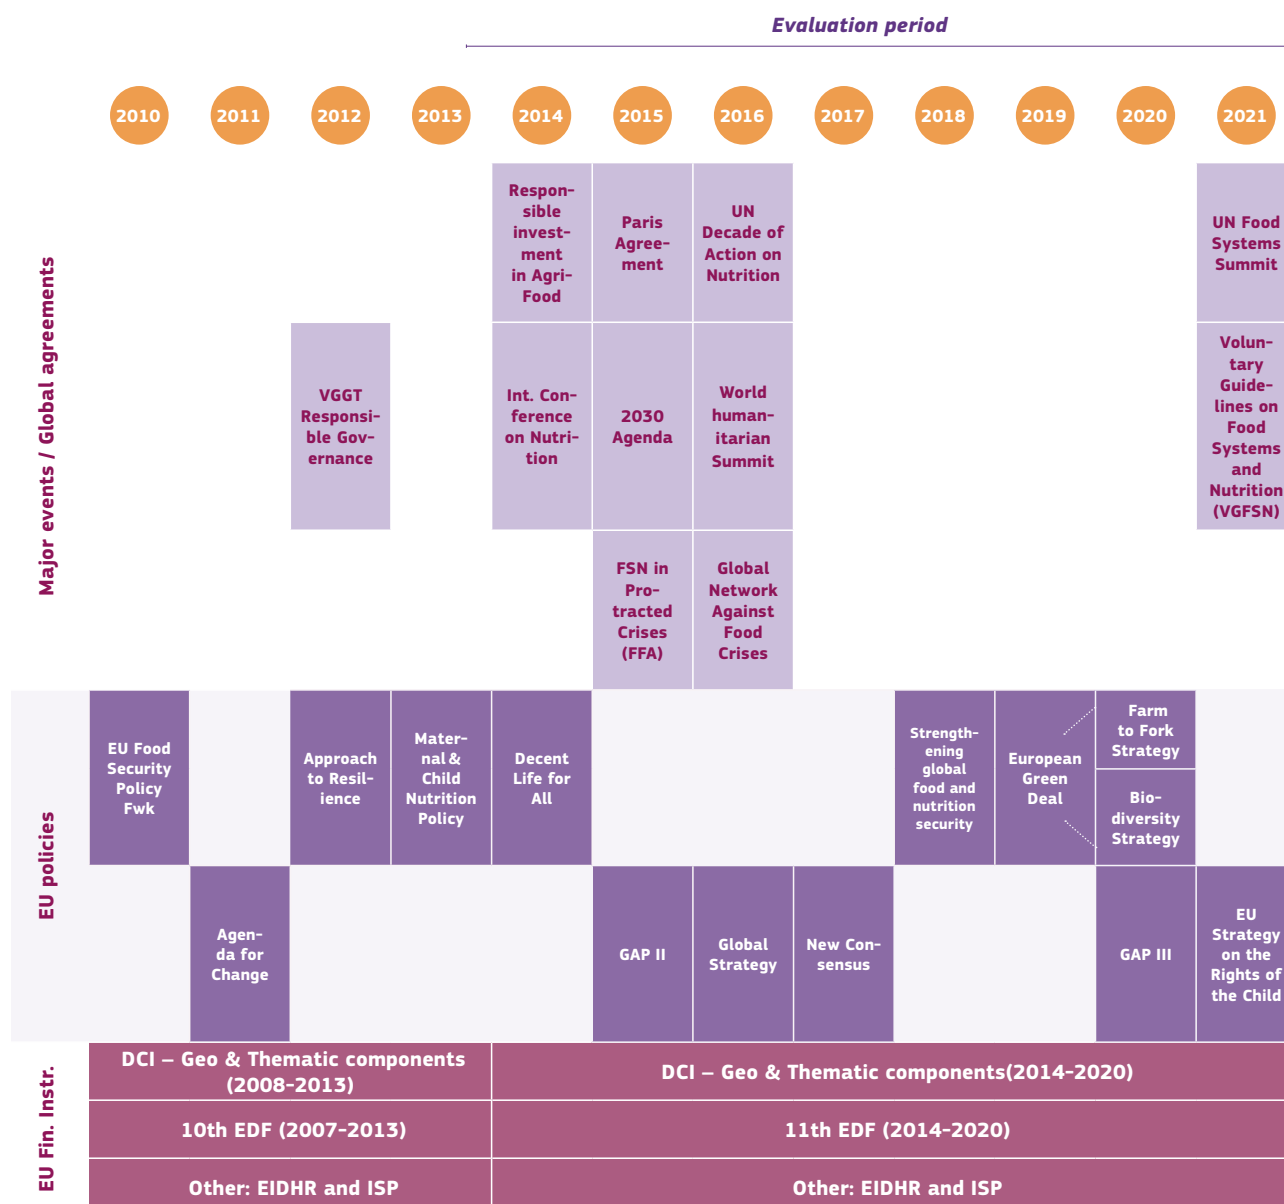 Evaluation period
2010
2011
2012
2013
2014
2015
2016
2017
2018
2019
2020
2021
Major events / Global agreements
Respon-
sible
invest-
ment
in Agri-
Food
Paris
Agree-
ment
UN
Decade of
Action on
Nutrition
UN Food
Systems
Summit
VGGT
Responsi-
ble Gov-
ernance
Int. Con-
ference
on Nutri-
tion
2030
Agenda
World
human-
itarian
Summit
Volun-
tary
Guide-
lines on
Food
Systems
and
Nutrition
(VGFSN)
FSN in
Pro-
tracted
Crises
(FFA)
Global
Network
Against
Food
Crises
EU policies
EU Food
Security
Policy
Fwk
Approach
to Resil-
ience
Mater-
nal &
Child
Nutrition
Policy
Decent
Life for
All
Strength-
ening
global
food and
nutrition
security
European
Green
Deal
Farm
to Fork
Strategy
Bio-
diversity
Strategy
Agen-
da for
Change
GAP II
Global
Strategy
New Con-
sensus
GAP III
EU
Strategy
on the
Rights of
the Child
EU Fin. Instr.
DCI – Geo & Thematic components
(2008-2013)
DCI – Geo & Thematic components(2014-2020)
10th EDF (2007-2013)
11th EDF (2014-2020)
Other: EIDHR and ISP
Other: EIDHR and ISP